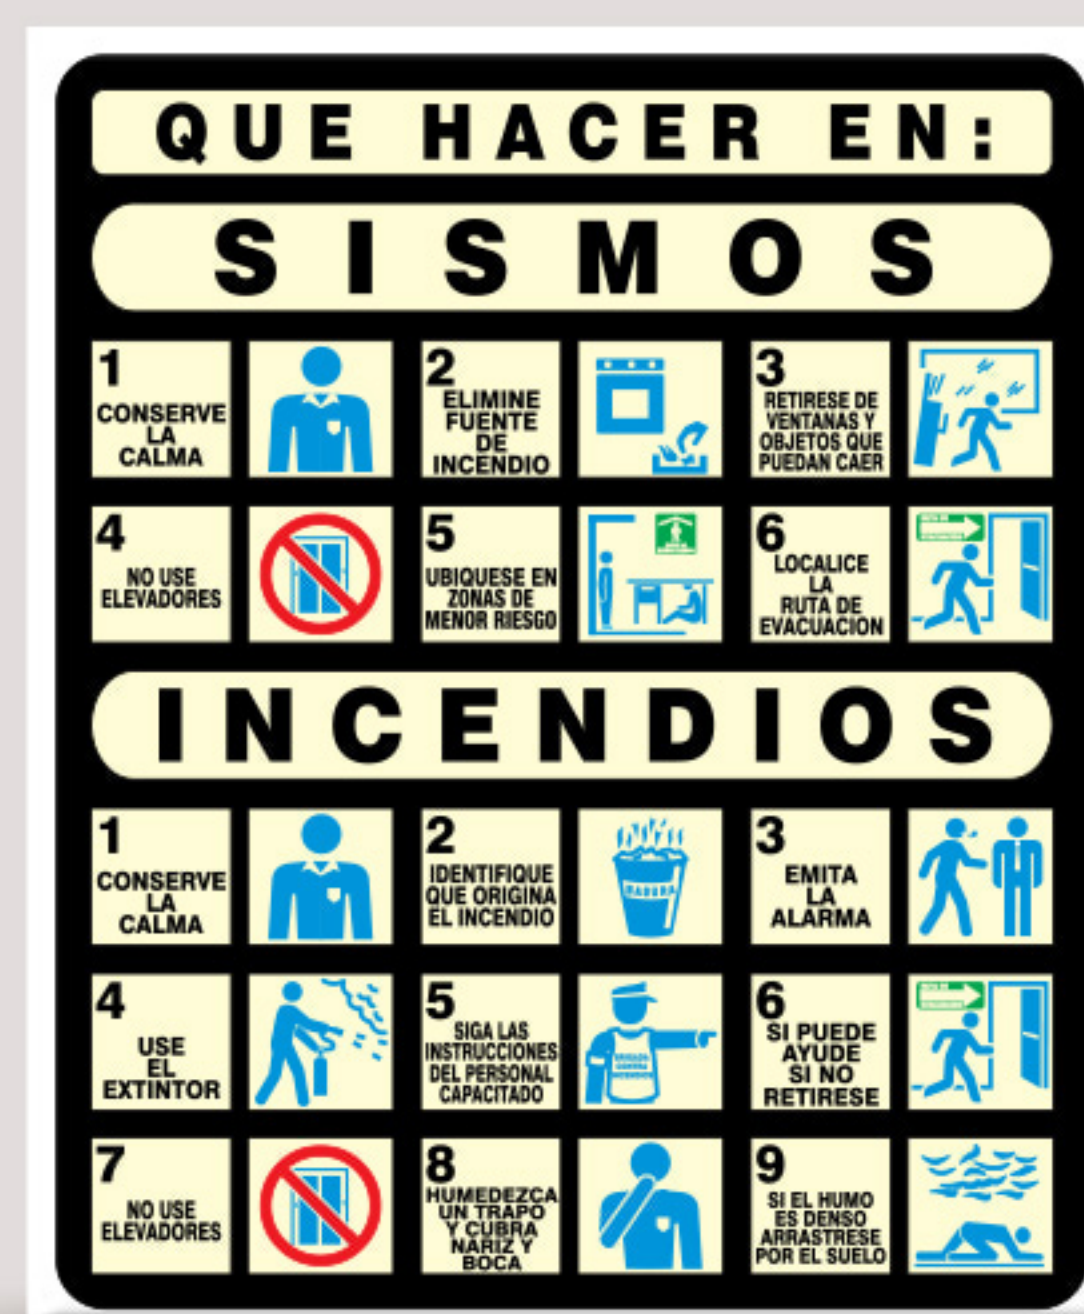 QUE HACER EN:
SISMOS
1
CONSERVE
LA
CALMA
2
ELIMINE
FUENTE
DE
INCENDIO
3
RETIRESE DE
VENTANAS Y
OBJETOS QUE
PUEDAN CAER
4
NO USE
ELEVADORES
5
UBIQUESE EN
ZONAS DE
MENOR RIESGO
6
LOCALICE
LA
RUTA DE
EVACUACION
INCENDIOS
1
CONSERVE
LA
CALMA
2
IDENTIFIQUE
QUE ORIGINA
EL INCENDIO
BASURA
3
EMITA
LA
ALARMA
4
USE
EL
EXTINTOR
5
SIGA LAS
INSTRUCCIONES
DEL PERSONAL
CAPACITADO
BRIGADA
CONTRA
INCENDIOS
6
SI PUEDE
AYUDE
SI NO
RETIRESE
7
NO USE
ELEVADORES
8
HUMEDEZCA
UN TRAPO
Y CUBRA
NARIZ Y
BOCA
9
SI EL HUMO
ES DENSO
ARRASTRESE
POR EL SUELO